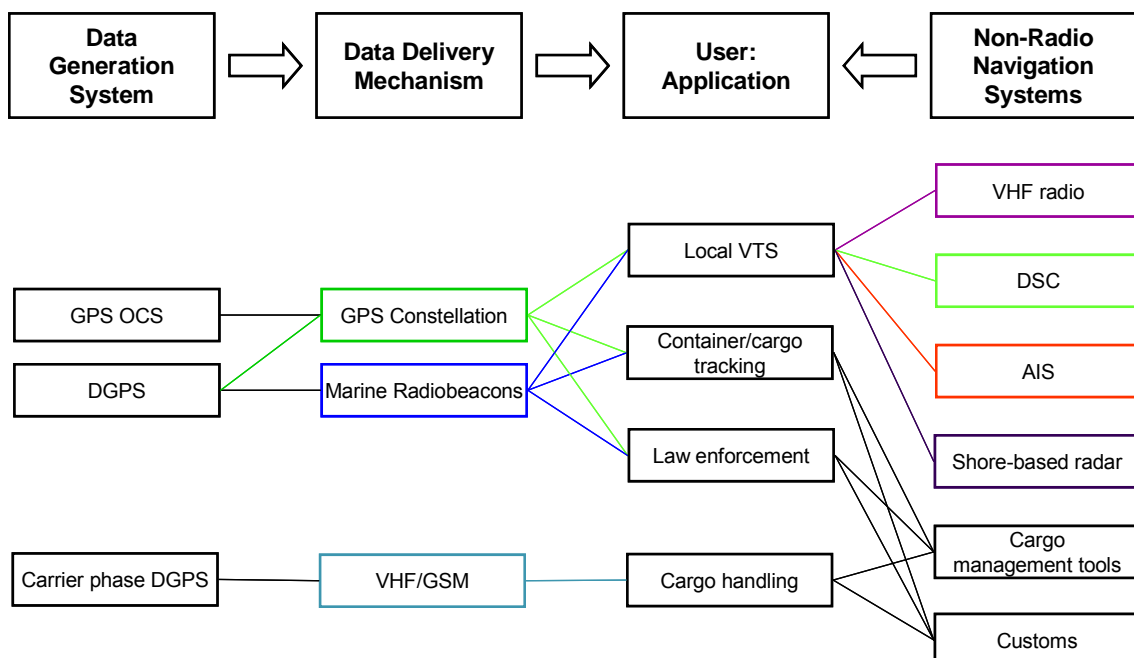 Data
Generation
System
Data Delivery
Mechanism
User:
Application
Non-Radio
Navigation
Systems
VHF radio
Local VTS
DSC
GPS OCS
GPS Constellation
Container/cargo
tracking
AIS
DGPS
Marine Radiobeacons
Law enforcement
Shore-based radar
Carrier phase DGPS
VHF/GSM
Cargo handling
Cargo
management tools
Customs